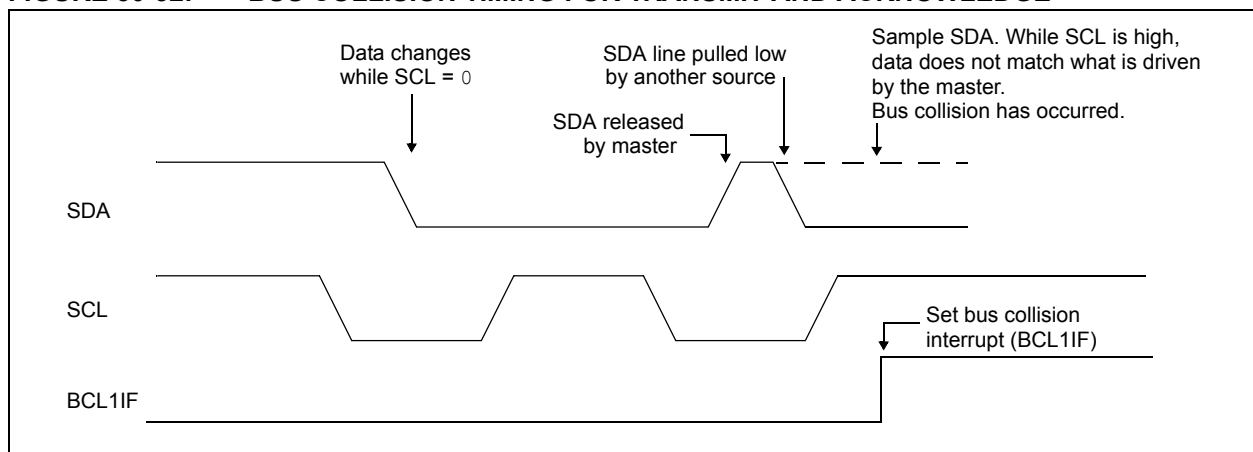 Data changes
while SCL = 0
SDA line pulled low
by another source
SDA released
by master
Sample SDA. While SCL is high,
data does not match what is driven
by the master.
Bus collision has occurred.
SDA
SCL
Set bus collision
interrupt (BCL1IF)
BCL1IF